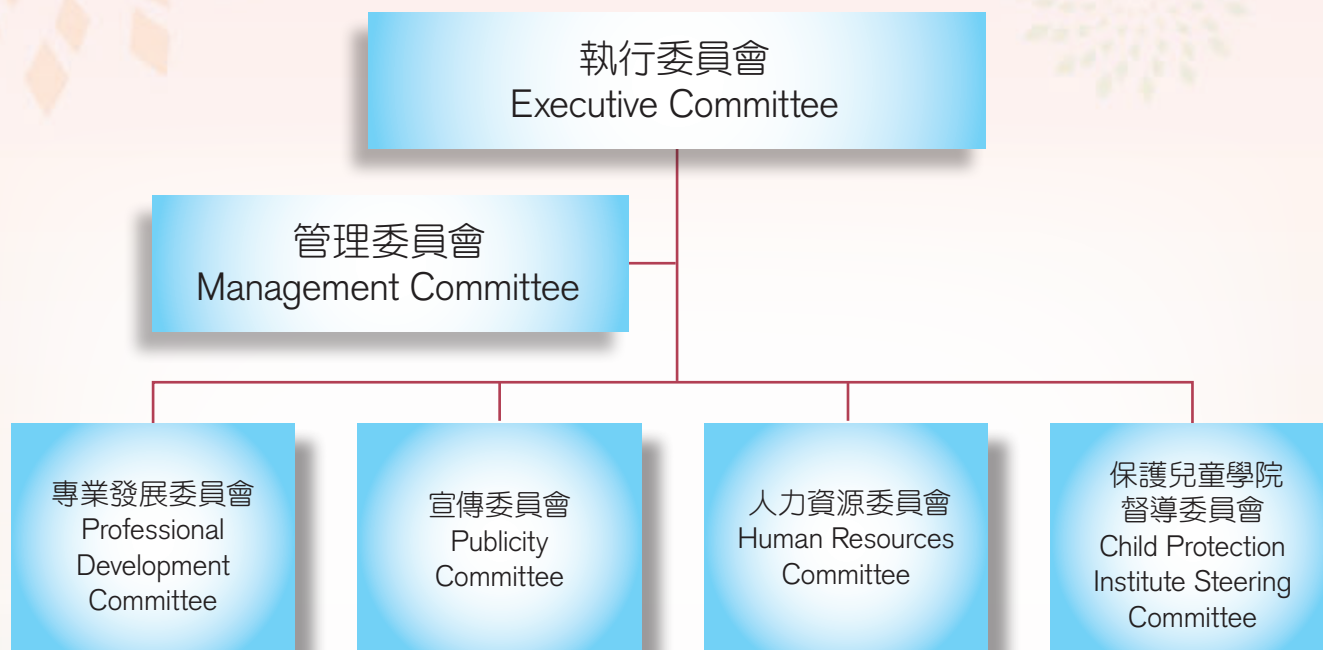 執行委員會
Executive Committee
管理委員會
Management Committee
專業發展委員會
Professional
Development
Committee
宣傳委員會
Publicity
Committee
人力資源委員會
Human Resources
Committee
保護兒童學院
督導委員會
Child Protection
Institute Steering
Committee